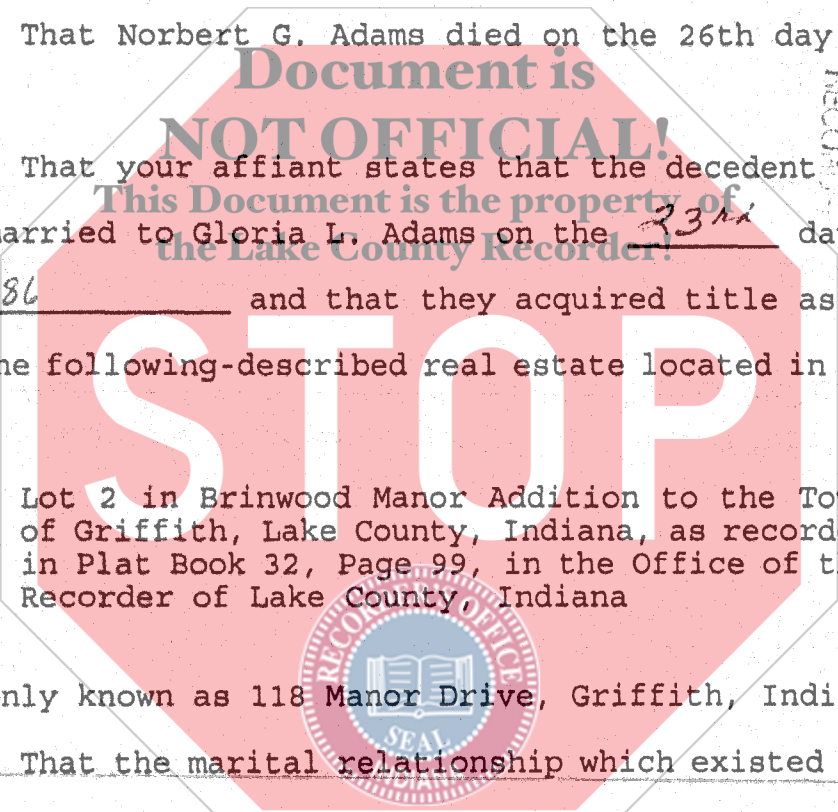 That Norbert G. Adams died on the 26th day
Document is
NOT OFFICIAL!
That your affiant states that the decedent
This Document is the property of
arried to Gloria L. Adams on the 23rd da
the Lake County Recorder!
86 and that they acquired title as
he following-described real estate located in
STOP
Lot 2 in Brinwood Manor Addition to the To
of Griffith, Lake County, Indiana, as record
in Plat Book 32, Page 99, in the Office of t
Recorder of Lake County, Indiana
RECORDER'S OFFICE
nly known as 118 Manor Drive, Griffith, Indi
SEAL
INDIANA
That the marital relationship which existed